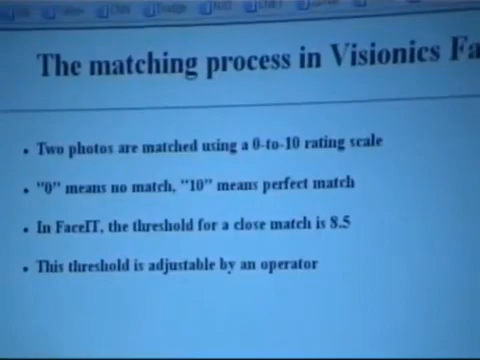 The matching process in Visionics Fa
• Two photos are matched using a 0-to-10 rating scale
• "0" means no match, "10" means perfect match
• In FaceIT, the threshold for a close match is 8.5
• This threshold is adjustable by an operator